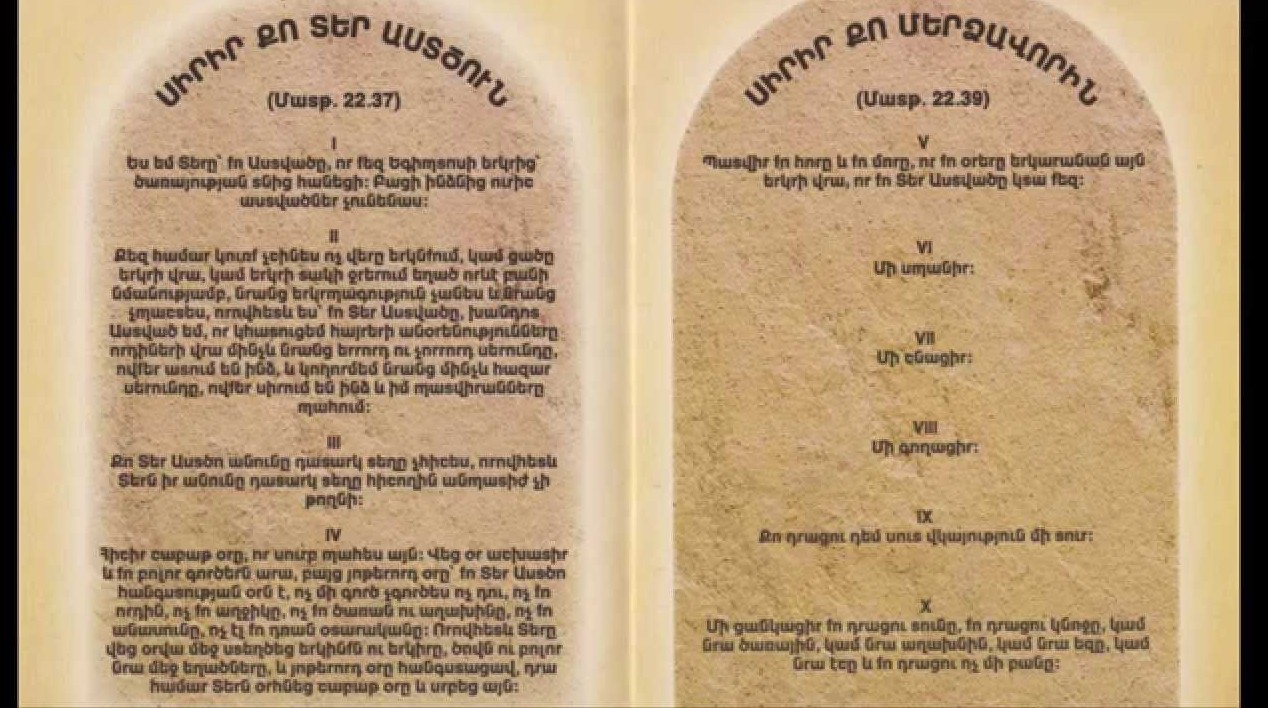 ՍԻՐԻՐ ՔՈ ՏԵՐ ԱՍՏԾՈՒՆ
(Մատթ. 22.37)
I
Ես եմ Տերը՝ քո Աստվածը, որ քեզ Եգիպտոսի երկրից՝
ծառայության տնից հանեցի: Բացի ինձնից ուրիշ
աստվածներ չունենաս:
II
Քեզ համար կուռք չշինես ոչ վերը երկնքում, կամ ցածը
երկրի վրա, կամ երկրի տակի ջրերում եղած որևէ բանի
նմանությամբ, նրանց երկրպագություն չանես և նրանց
չպաշտես, որովհետև ես՝ քո Տեր Աստվածը, խանդոտ
Աստված եմ, որ կհատուցեմ հայրերի անօրենությունները
որդիների վրա մինչև նրանց երրորդ ու չորրորդ սերունդը,
ովքեր ատում են ինձ, և կողորմեմ նրանց մինչև հազար
սերունդը, ովքեր սիրում են ինձ և իմ պատվիրանները
պահում:
III
Քո Տեր Աստծո անունը դատարկ տեղը չհիշես, որովհետև
Տերն իր անունը դատարկ տեղը հիշողին անպատիժ չի
թողնի:
IV
Հիշիր շաբաթ օրը, որ սուրբ պահես այն: Վեց օր աշխատիր
և քո բոլոր գործերն արա, բայց յոթերորդ օրը՝ քո Տեր Աստծո
հանգստության օրն է, ոչ մի գործ չգործես ոչ դու, ոչ քո
որդին, ոչ քո աղջիկը, ոչ քո ծառան ու աղախինը, ոչ քո
անասունը, ոչ էլ քո դռան օտարականը: Որովհետև Տերը
վեց օրվա մեջ ստեղծեց երկինքն ու երկիրը, ծովն ու բոլոր
նրա մեջ եղածները, և յոթերորդ օրը հանգստացավ, դրա
համար Տերն օրհնեց շաբաթ օրը և սրբեց այն:
ՍԻՐԻՐ ՔՈ ՄԵՐՁԱՎՈՐԻՆ
(Մատթ. 22.39)
V
Պատվիր քո հորը և քո մորը, որ քո օրերը երկարանան այն
երկրի վրա, որ քո Տեր Աստվածը կտա քեզ:
VI
Մի սպանիր:
VII
Մի շնացիր:
VIII
Մի գողացիր:
IX
Քո դրացու դեմ սուտ վկայություն մի տուր:
X
Մի ցանկացիր քո դրացու տունը, քո դրացու կնոջը, կամ
նրա ծառային, կամ նրա աղախնին, կամ նրա եզը, կամ
նրա էշը և քո դրացու ոչ մի բանը: